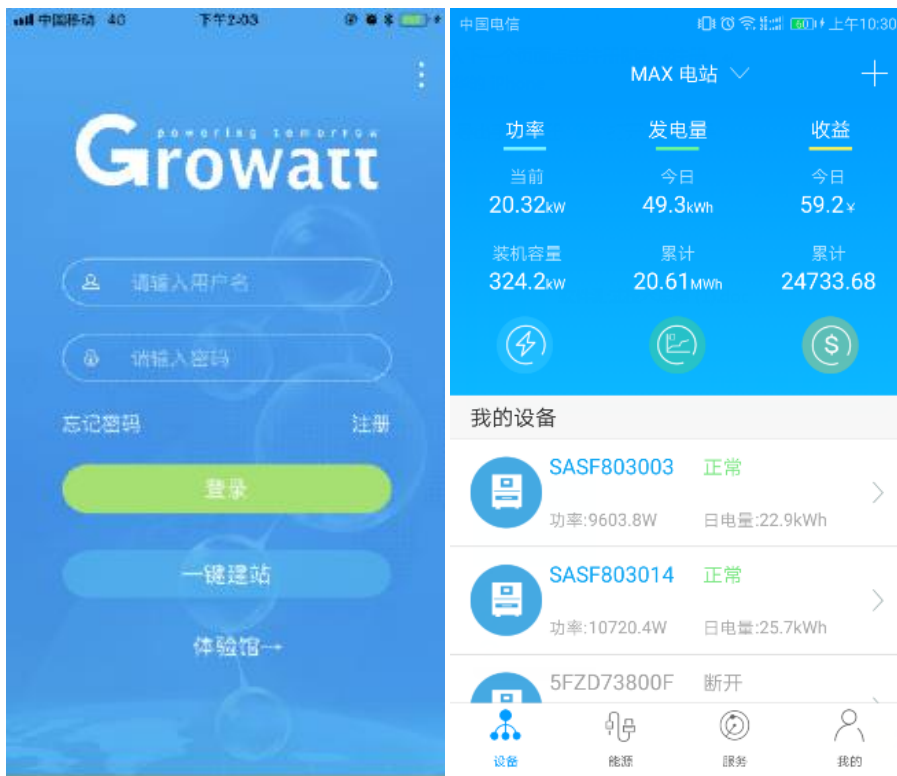 中国移动 4G 下午2:03
powering tomorrow
Growatt
请输入用户名
请输入密码
忘记密码 注册
登录
一键建站
体验馆→
中国电信 60 上午10:30
MAX 电站
功率 发电量 收益
当前 今日 今日
20.32kW 49.3kWh 59.2¥
装机容量 累计 累计
324.2kW 20.61MWh 24733.68
我的设备
SASF803003 正常
功率:9603.8W 日电量:22.9kWh
SASF803014 正常
功率:10720.4W 日电量:25.7kWh
5FZD73800F 断开
设备 能源 服务 我的